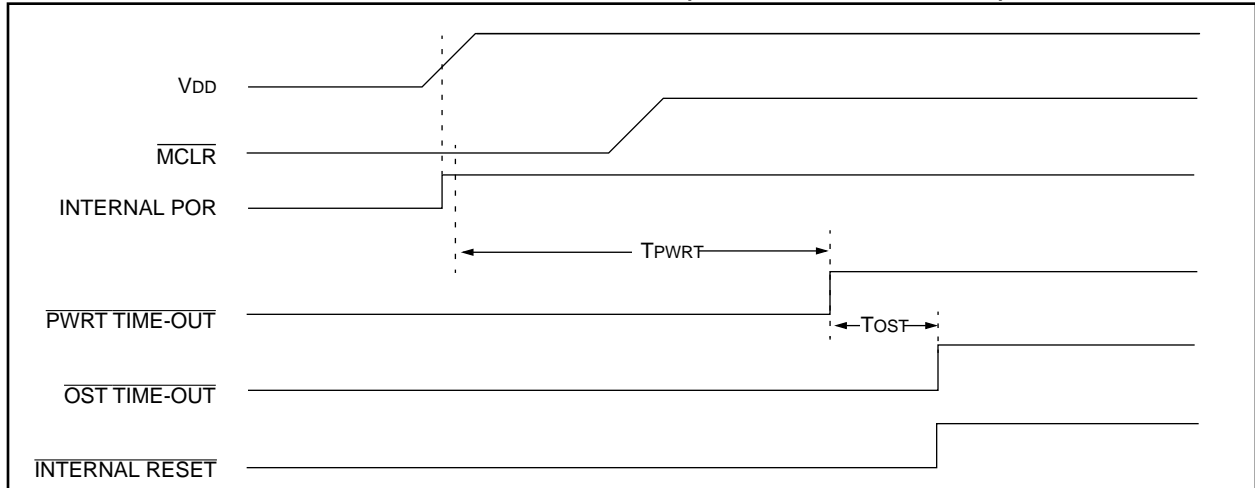 VDD
MCLR
INTERNAL POR
TPWRT
PWRT TIME-OUT
TOST
OST TIME-OUT
INTERNAL RESET